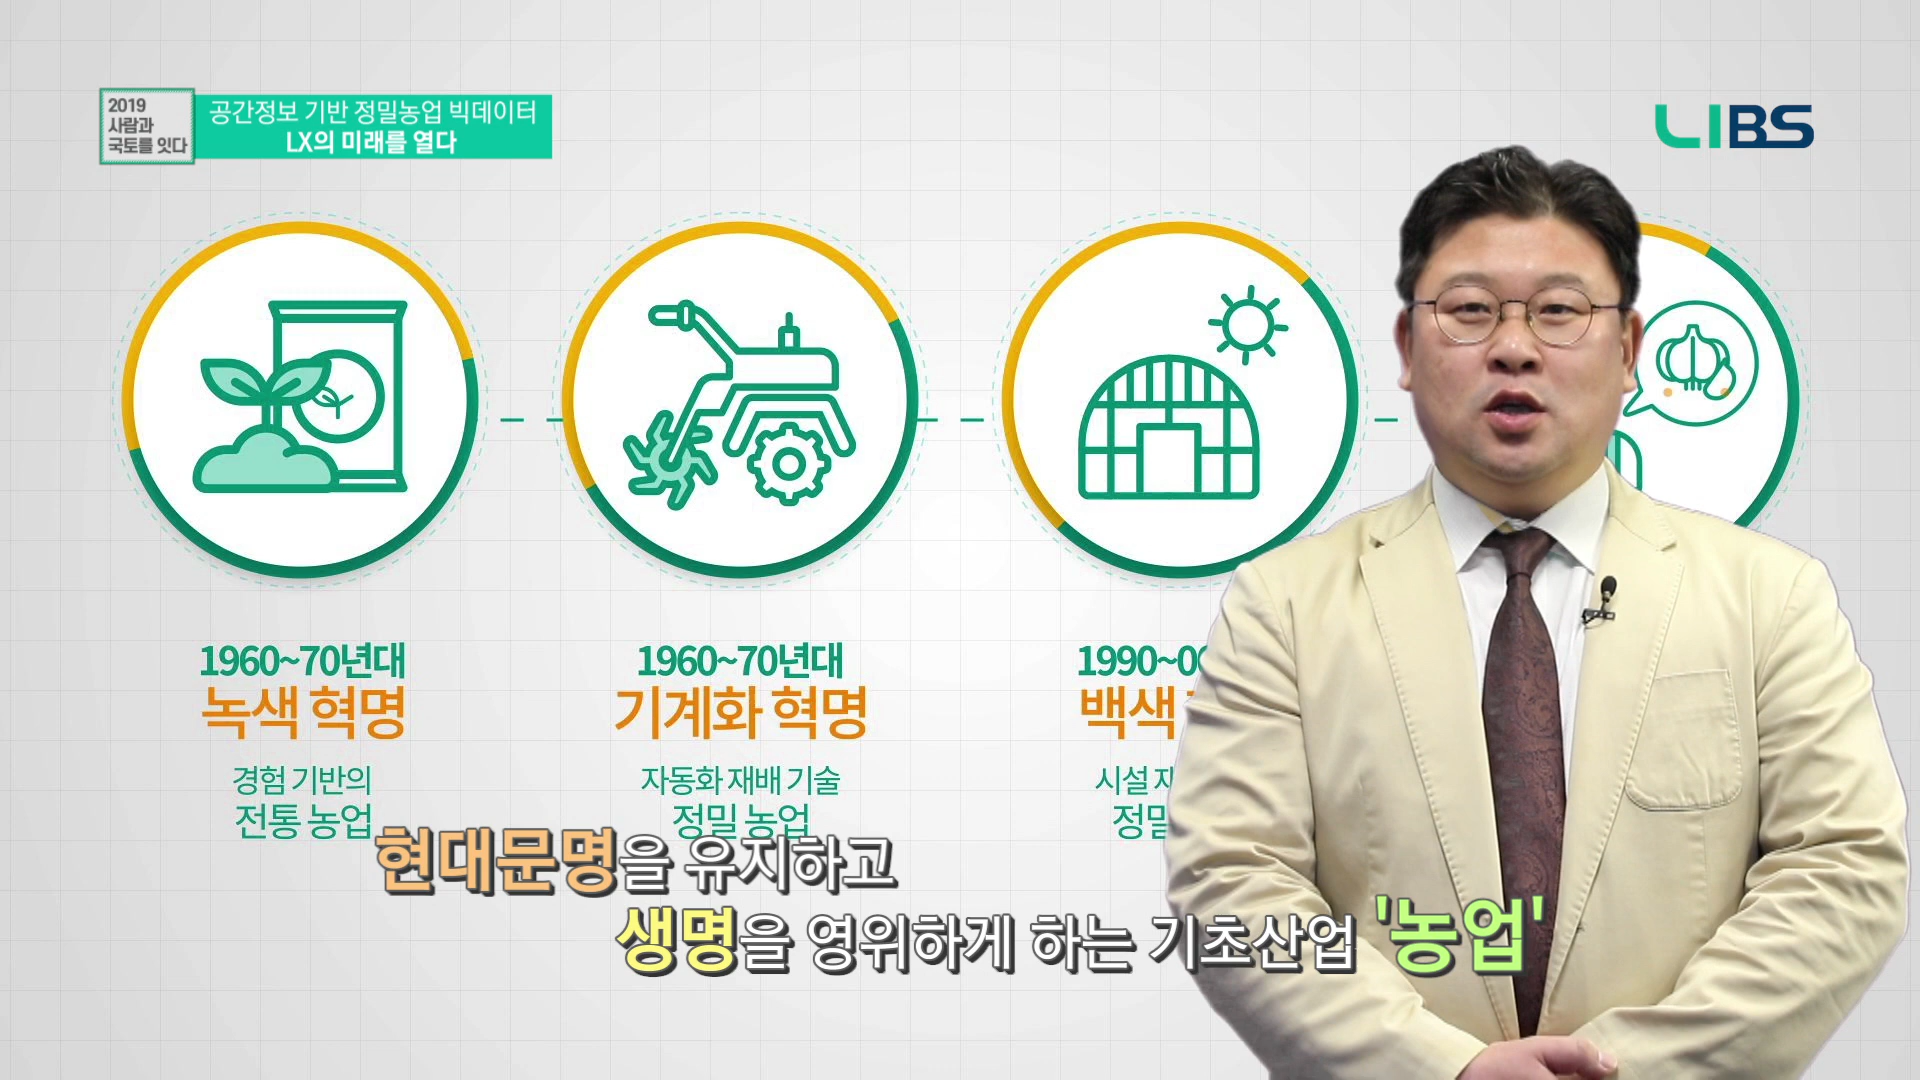 2019
사람과
국토를 잇다
공간정보 기반 정밀농업 빅데이터
LX의 미래를 열다
LIBS
1960~70년대
녹색 혁명
경험 기반의
전통 농업
1960~70년대
기계화 혁명
자동화 재배 기술
정밀 농업
1990~0
백색
시설
정밀
현대문명을 유지하고
생명을 영위하게 하는 기초산업 '농업'